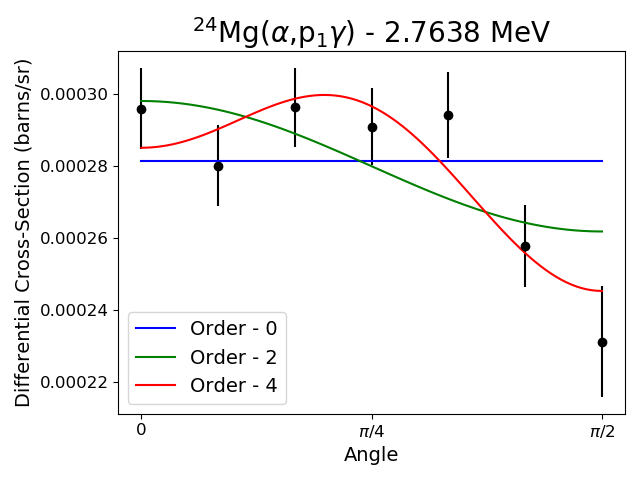 ²⁴Mg(α,p₁γ) - 2.7638 MeV
Differential Cross-Section (barns/sr)
0.00030
0.00028
0.00026
0.00024
0.00022
Order - 0
Order - 2
Order - 4
0 π/4 π/2
Angle